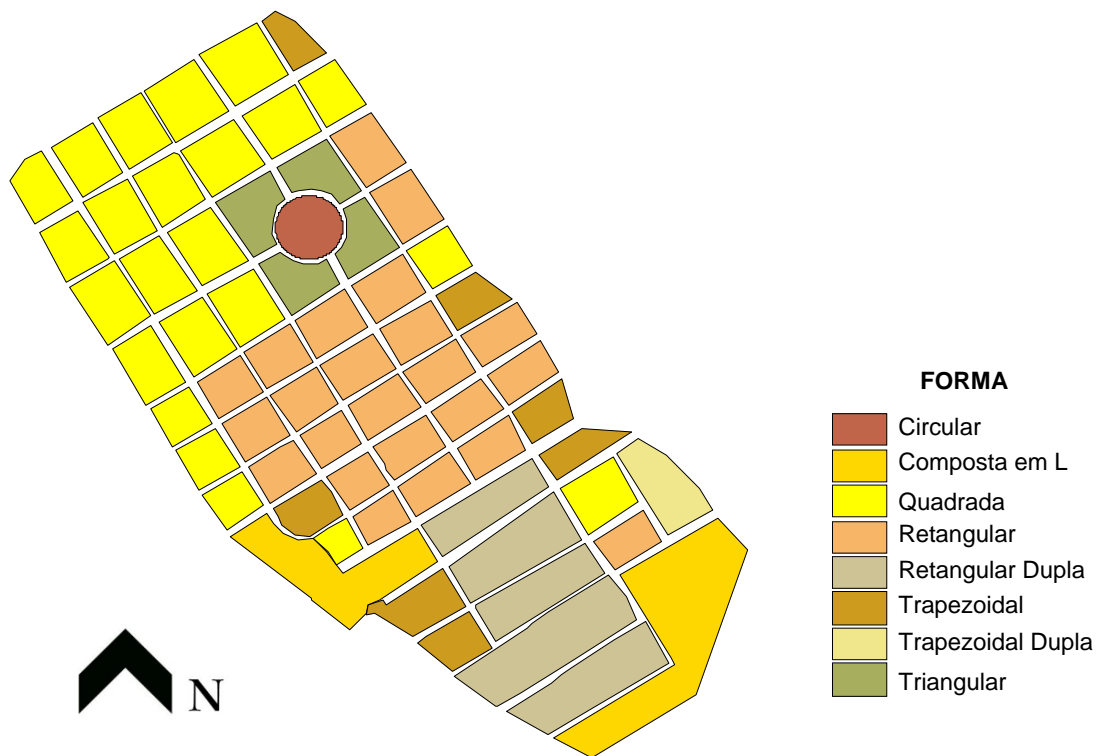 FORMA
Circular
Composta em L
Quadrada
Retangular
Retangular Dupla
Trapezoidal
Trapezoidal Dupla
Triangular
N